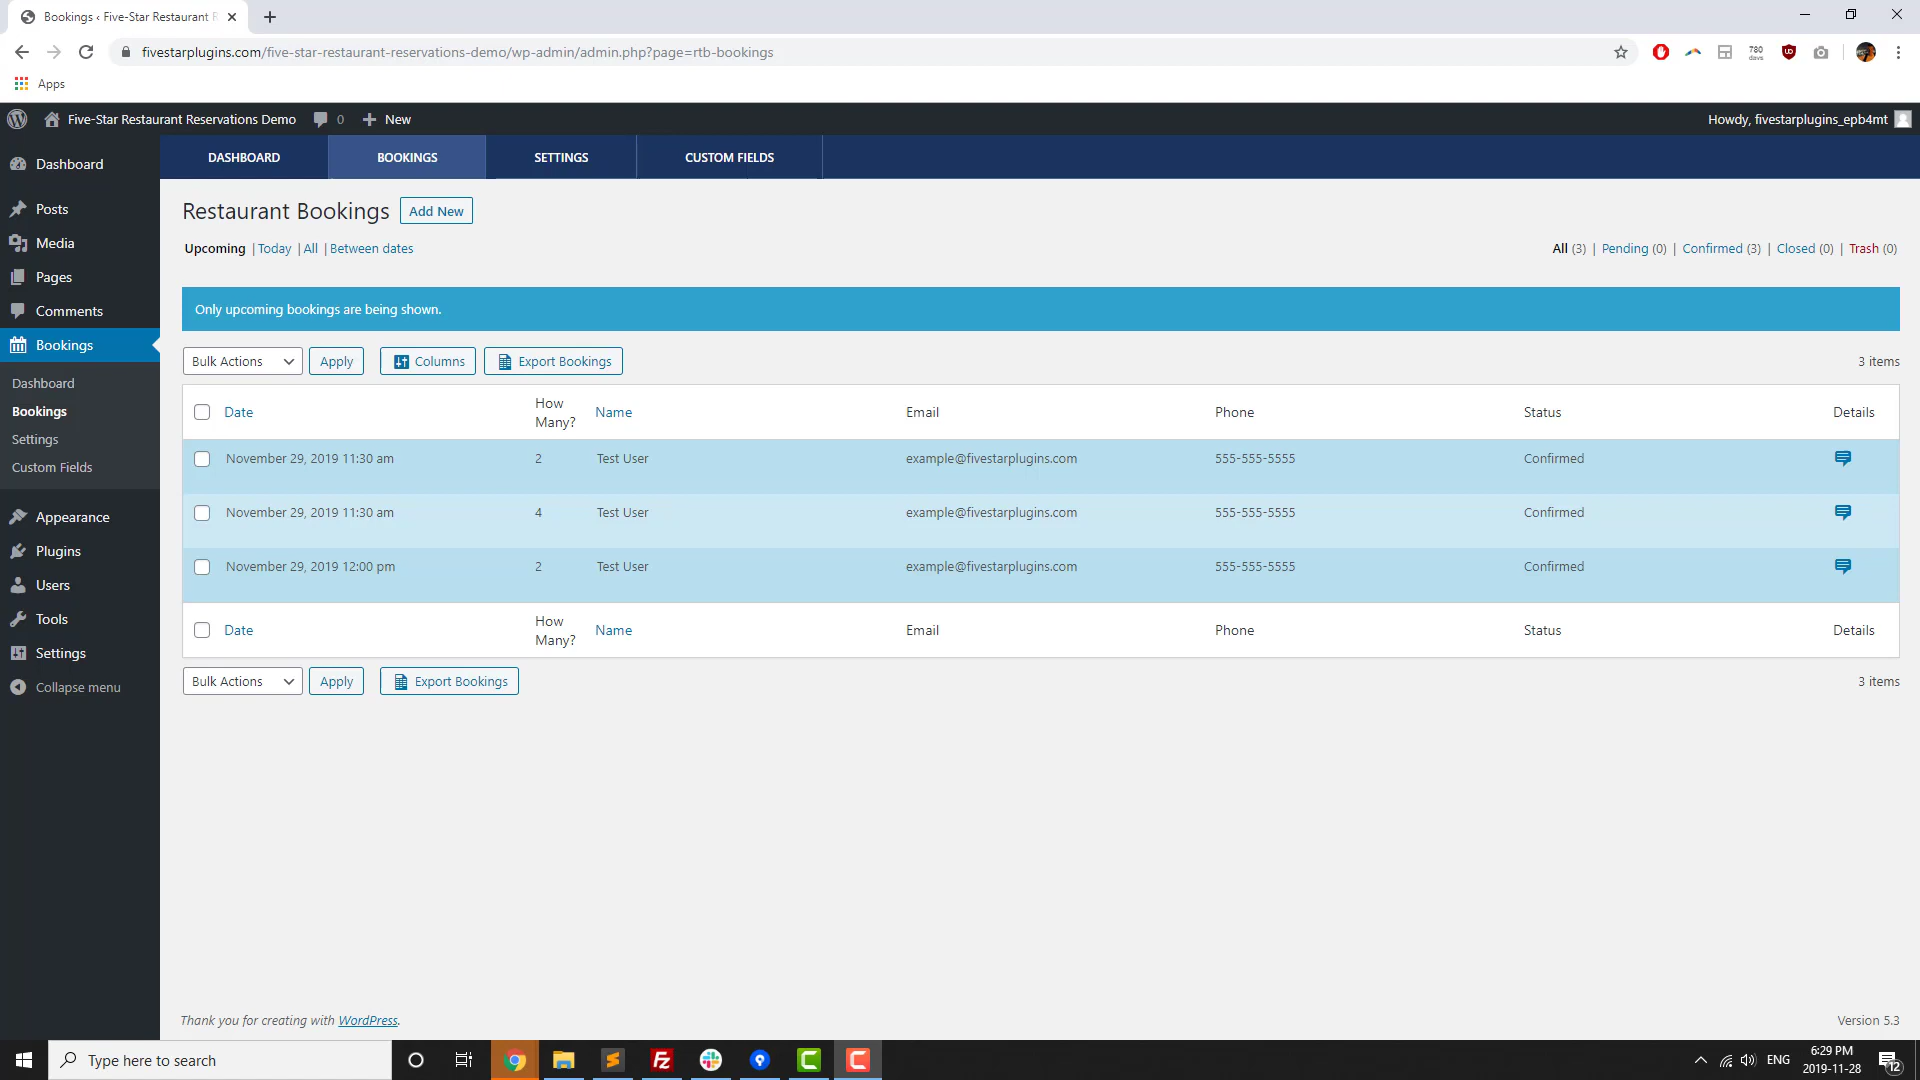 Bookings ‹ Five-Star Restaurant R
fivestarplugins.com/five-star-restaurant-reservations-demo/wp-admin/admin.php?page=rtb-bookings
780
days
Apps
Five-Star Restaurant Reservations Demo
0
New
Howdy, fivestarplugins_epb4mt
Dashboard
Posts
Media
Pages
Comments
Bookings
Dashboard
Bookings
Settings
Custom Fields
Appearance
Plugins
Users
Tools
Settings
Collapse menu
DASHBOARD
BOOKINGS
SETTINGS
CUSTOM FIELDS
Restaurant Bookings
Add New
Upcoming | Today | All | Between dates
All (3) | Pending (0) | Confirmed (3) | Closed (0) | Trash (0)
Only upcoming bookings are being shown.
Bulk Actions
Apply
Columns
Export Bookings
3 items
Date How Many? Name Email Phone Status Details
November 29, 2019 11:30 am 2 Test User example@fivestarplugins.com 555-555-5555 Confirmed
November 29, 2019 11:30 am 4 Test User example@fivestarplugins.com 555-555-5555 Confirmed
November 29, 2019 12:00 pm 2 Test User example@fivestarplugins.com 555-555-5555 Confirmed
Date How Many? Name Email Phone Status Details
Bulk Actions
Apply
Export Bookings
3 items
Thank you for creating with WordPress.
Version 5.3
Type here to search
ENG
6:29 PM
2019-11-28
12